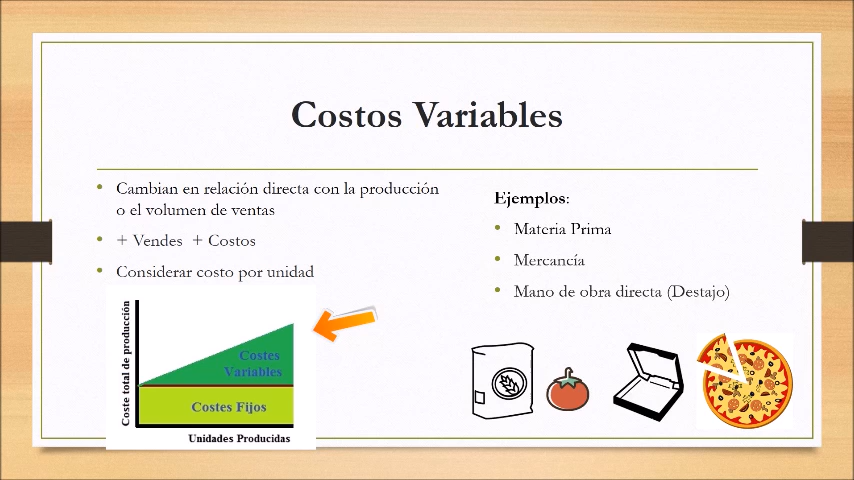 Costos Variables
Cambian en relación directa con la producción
o el volumen de ventas
+ Vendes + Costos
Considerar costo por unidad
Ejemplos:
Materia Prima
Mercancía
Mano de obra directa (Destajo)
Coste total de producción
Costes
Variables
Costes Fijos
Unidades Producidas